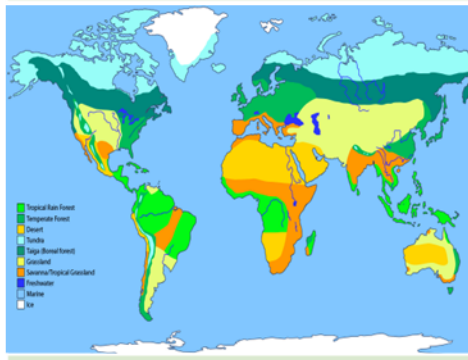 Tropical Rain Forest
Temperate Forest
Desert
Tundra
Taiga (Boreal forest)
Grassland
Savanna/Tropical Grassland
Freshwater
Marine
Ice